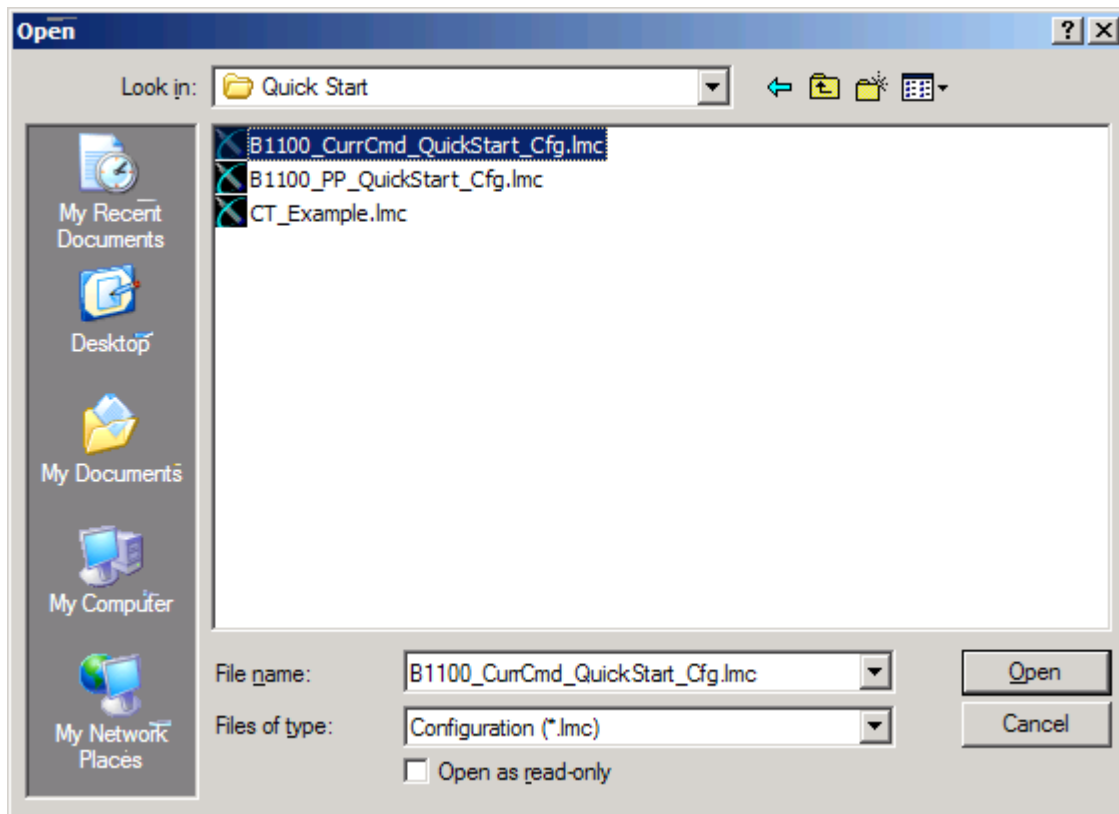 Open
Look in:
Quick Start
My Recent
Documents
Desktop
My Documents
My Computer
My Network
Places
B1100_CurrCmd_QuickStart_Cfg.lmc
B1100_PP_QuickStart_Cfg.lmc
CT_Example.lmc
File name:
B1100_CurrCmd_QuickStart_Cfg.lmc
Open
Files of type:
Configuration (*.lmc)
Cancel
Open as read-only